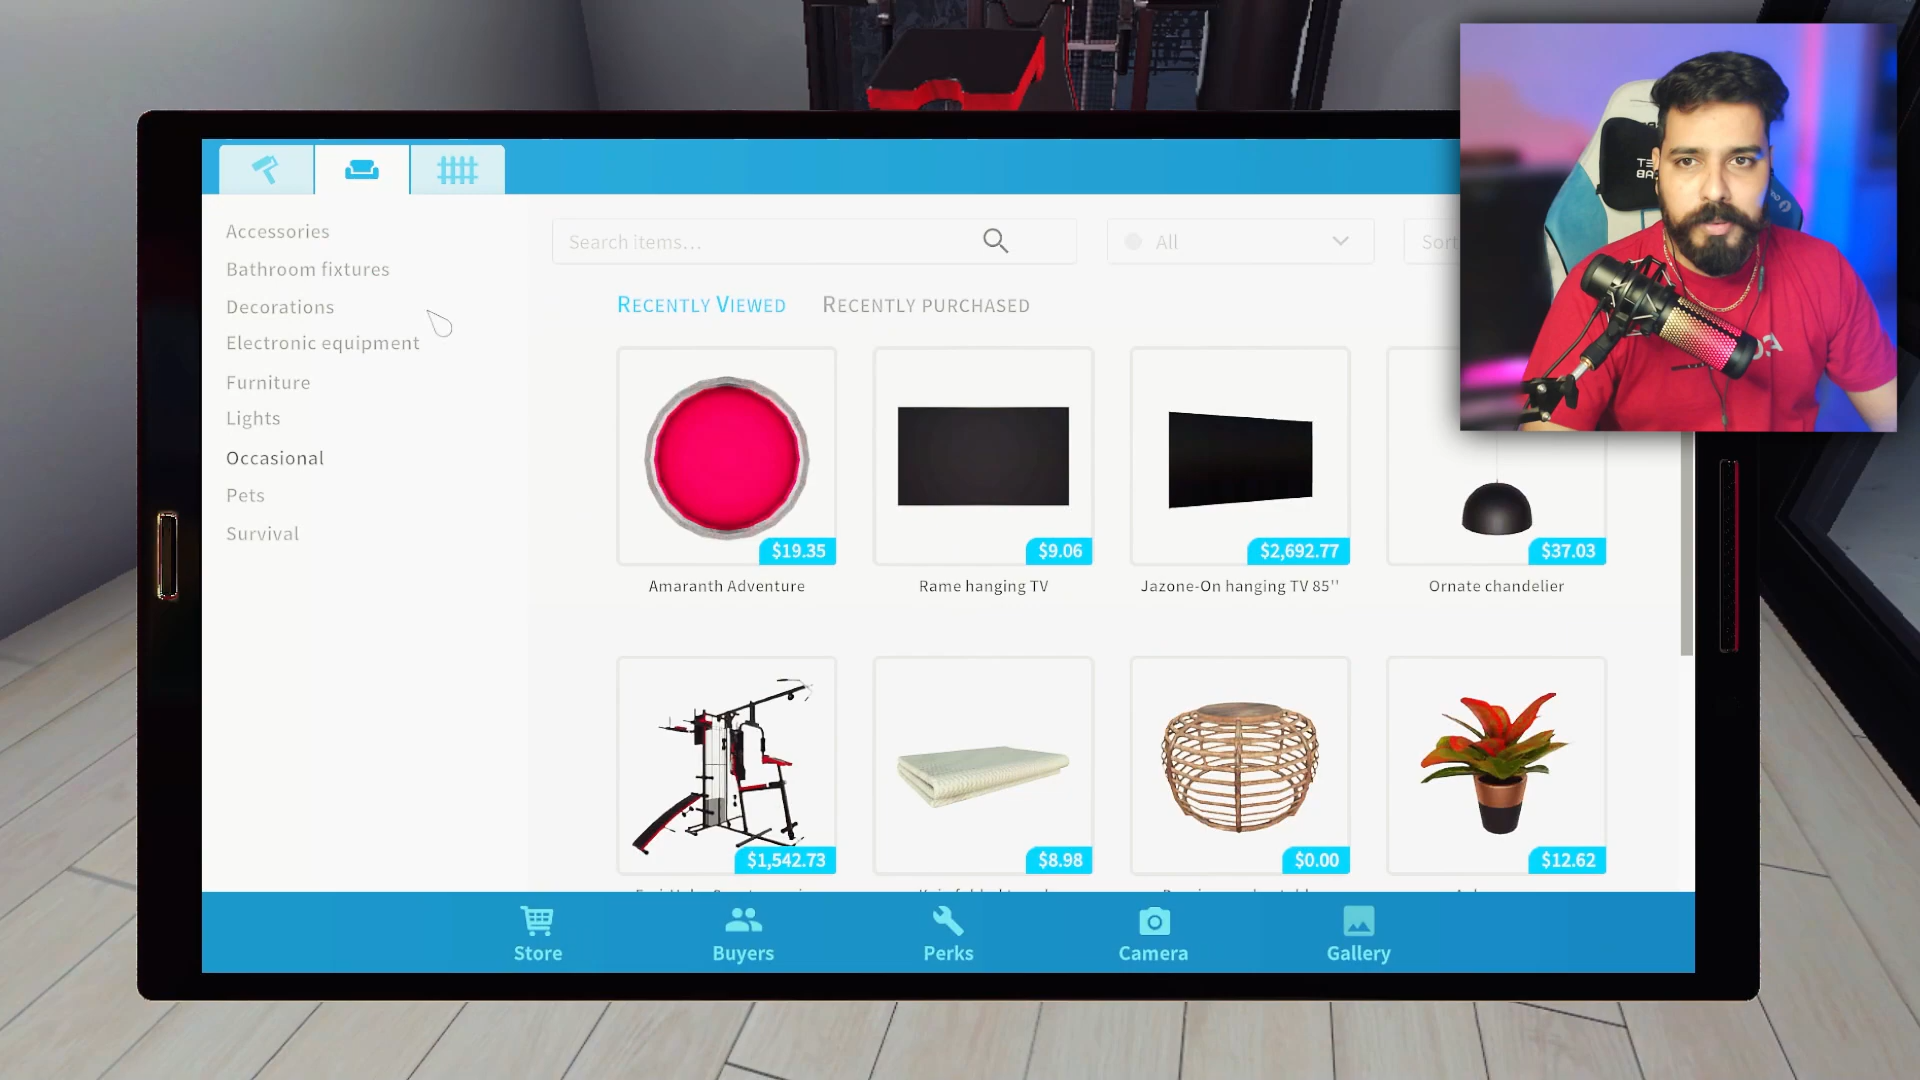 Accessories
Bathroom fixtures
Decorations
Electronic equipment
Furniture
Lights
Occasional
Pets
Survival
Search items...
All
Sort
RECENTLY VIEWED
RECENTLY PURCHASED
$19.35
$9.06
$2,692.77
$37.03
Amaranth Adventure
Rame hanging TV
Jazone-On hanging TV 85''
Ornate chandelier
$1,542.73
$8.98
$0.00
$12.62
Store
Buyers
Perks
Camera
Gallery